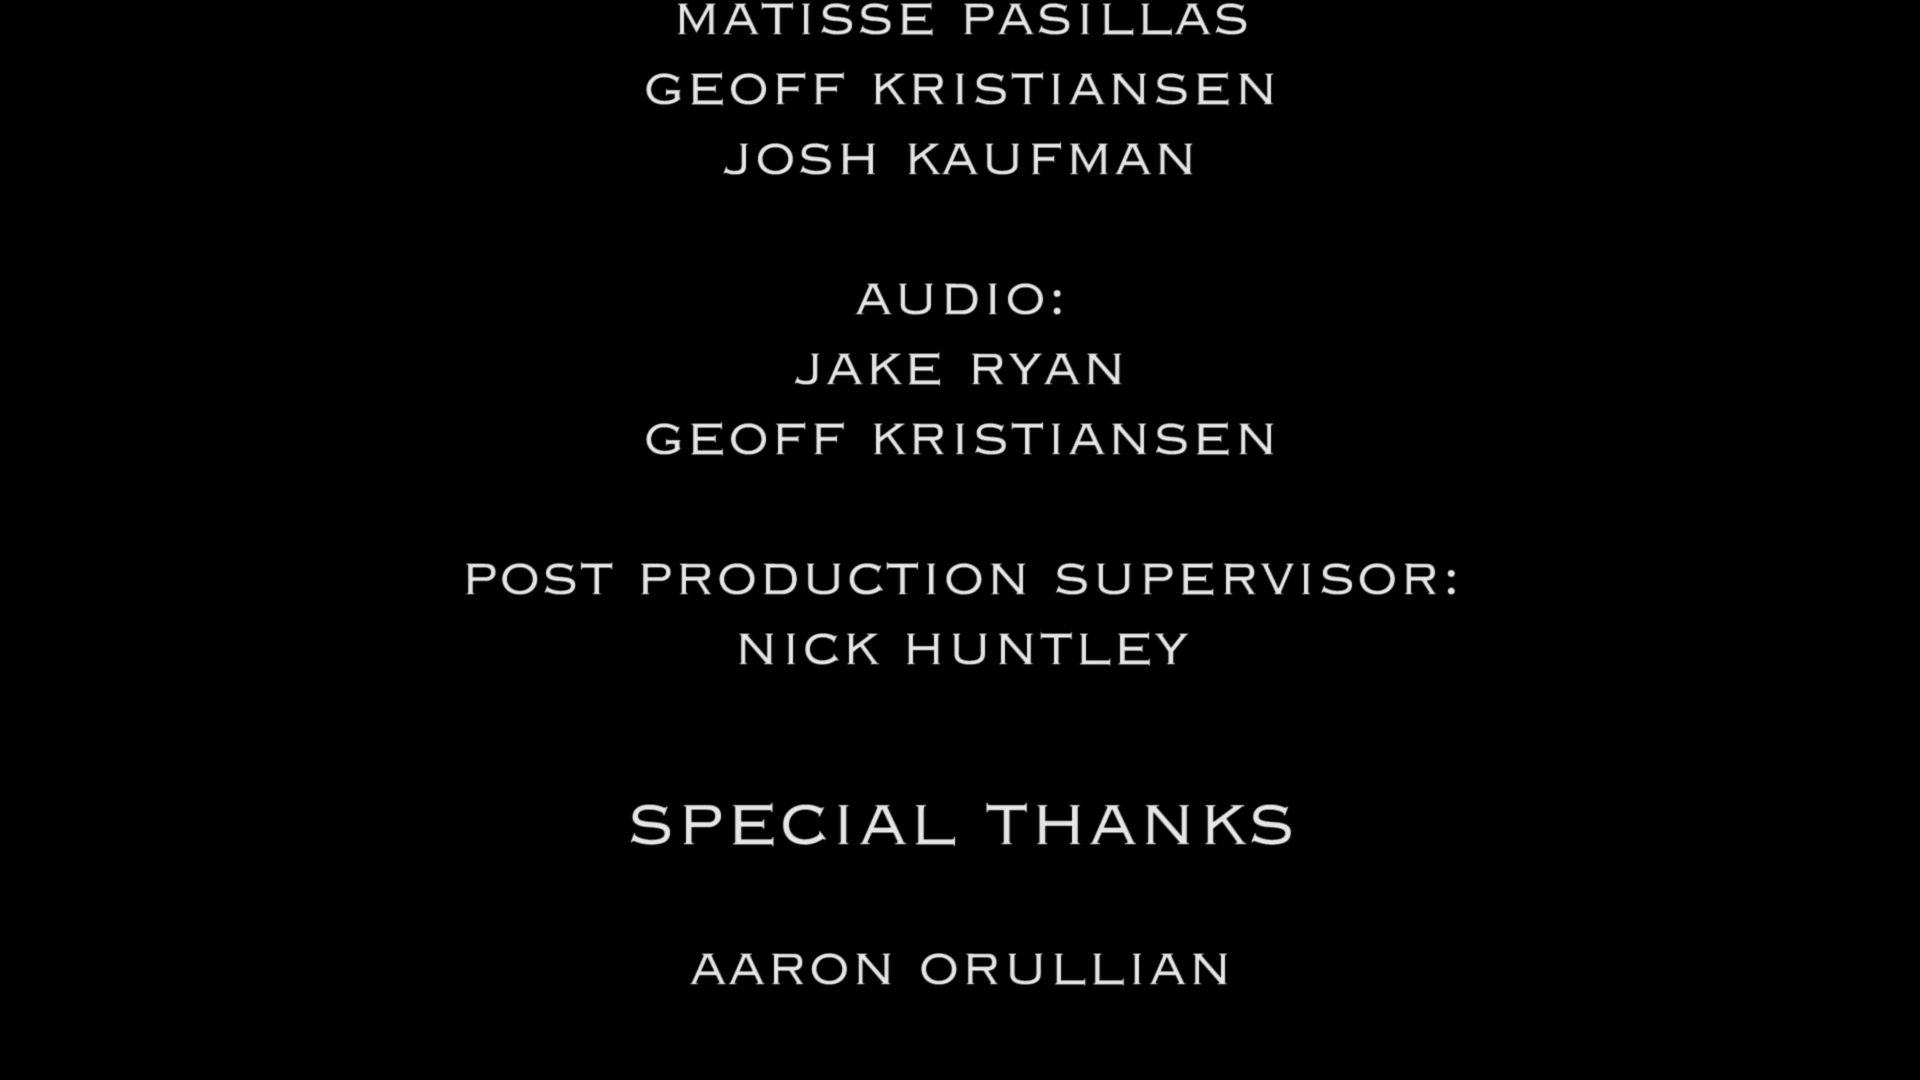 MATISSE PASILLAS
GEOFF KRISTIANSEN
JOSH KAUFMAN
AUDIO:
JAKE RYAN
GEOFF KRISTIANSEN
POST PRODUCTION SUPERVISOR:
NICK HUNTLEY
SPECIAL THANKS
AARON ORULLIAN